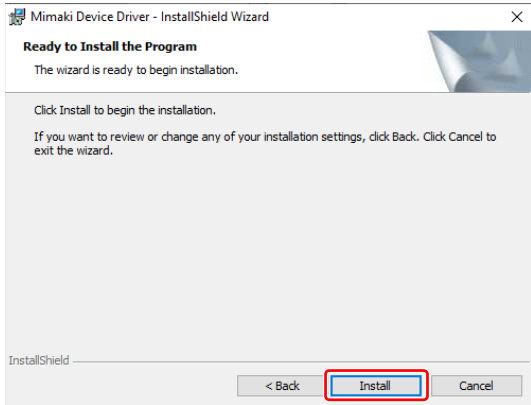 Mimaki Device Driver - InstallShield Wizard
Ready to Install the Program
The wizard is ready to begin installation.
Click Install to begin the installation.
If you want to review or change any of your installation settings, click Back. Click Cancel to
exit the wizard.
InstallShield
< Back Install Cancel